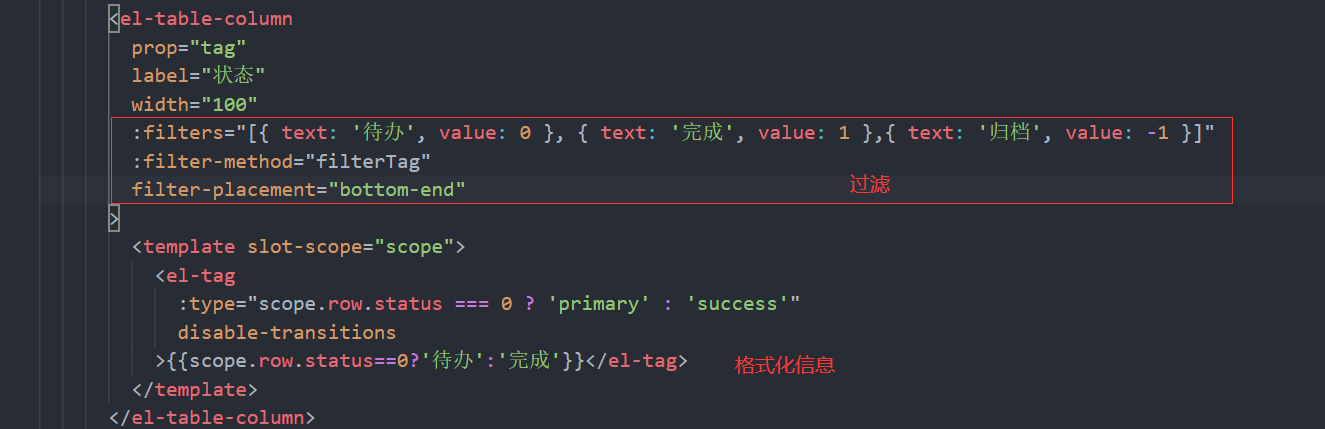 <el-table-column
prop="tag"
label="状态"
width="100"
:filters="[{ text: '待办', value: 0 }, { text: '完成', value: 1 },{ text: '归档', value: -1 }]"
:filter-method="filterTag"
filter-placement="bottom-end"
过滤
>
<template slot-scope="scope">
<el-tag
:type="scope.row.status === 0 ? 'primary' : 'success'"
disable-transitions
>{{scope.row.status==0?'待办':'完成'}}</el-tag>
格式化信息
</template>
</el-table-column>